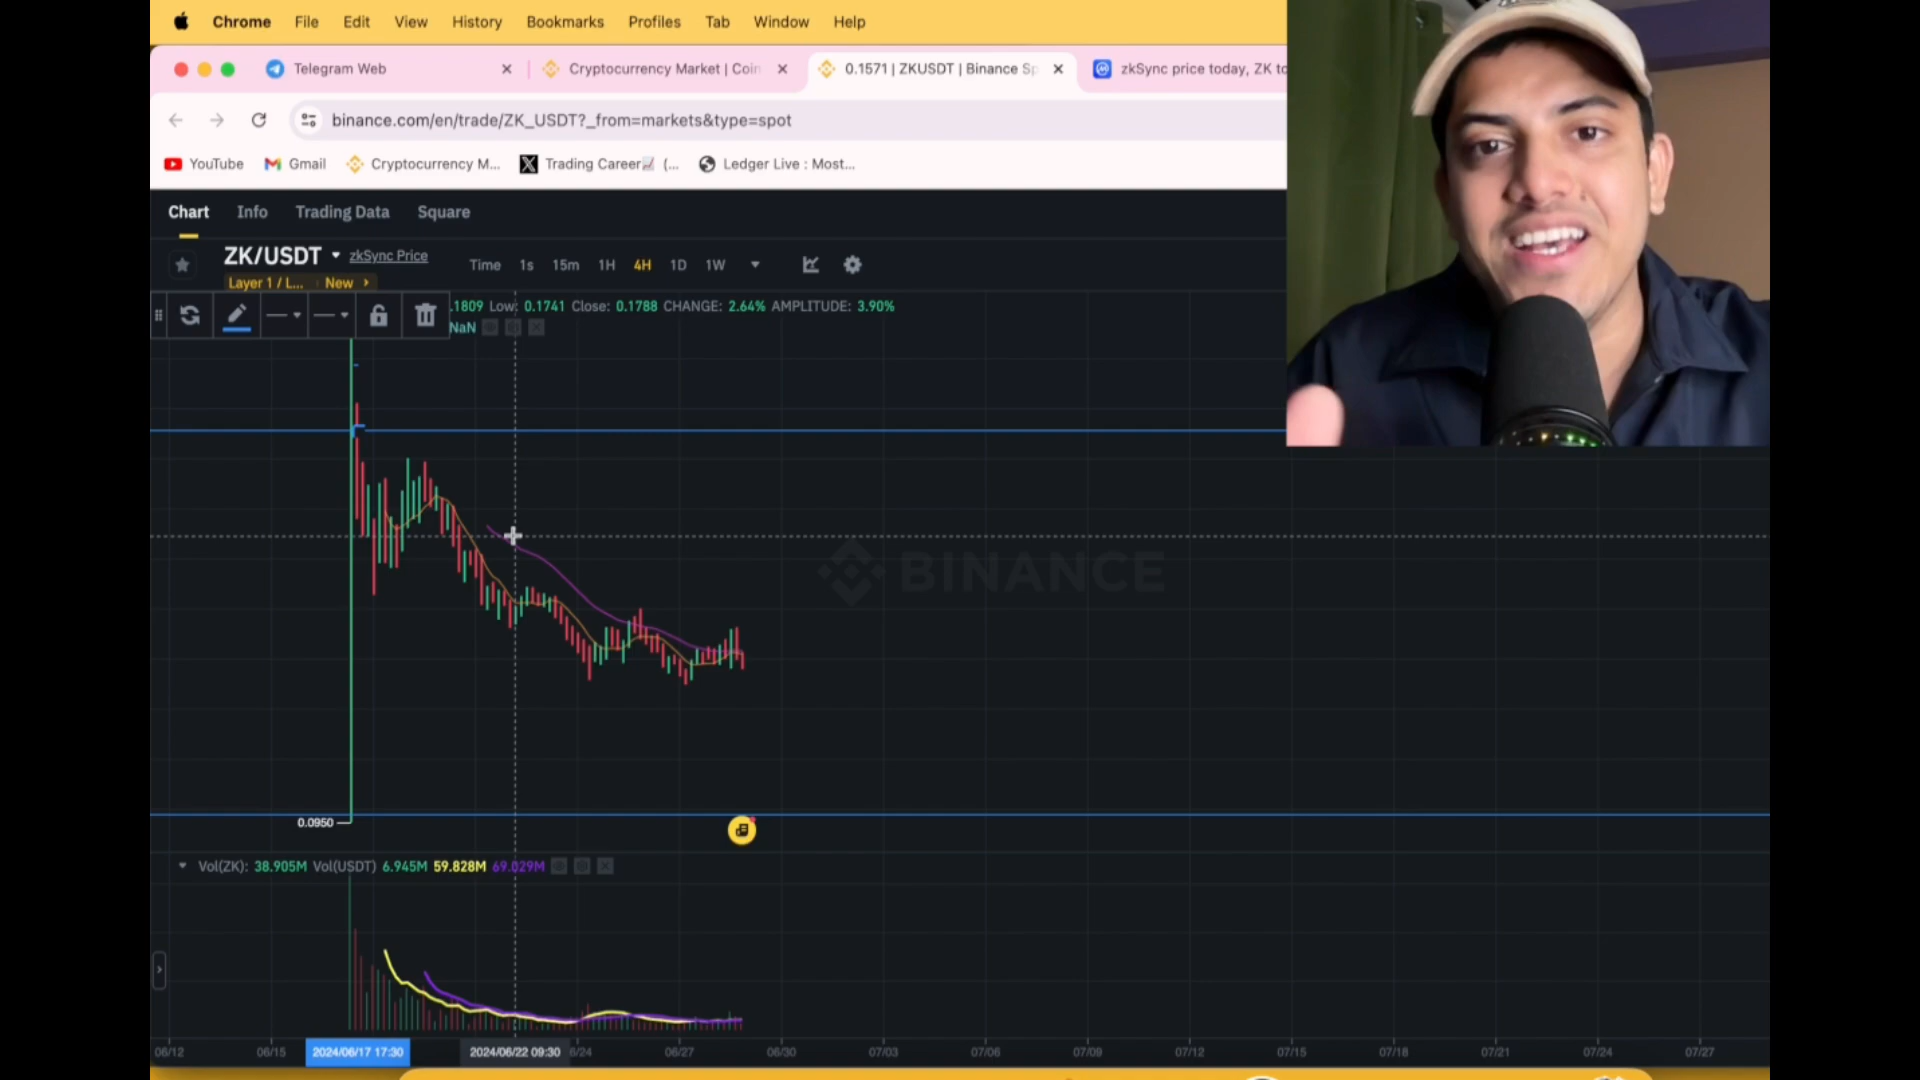 Chrome File Edit View History Bookmarks Profiles Tab Window Help
Telegram Web
Cryptocurrency Market | Coin
0.1571 | ZKUSDT | Binance Sp
zkSync price today, ZK to
binance.com/en/trade/ZK_USDT?_from=markets&type=spot
YouTube Gmail Cryptocurrency M... Trading Career (... Ledger Live : Most...
Chart Info Trading Data Square
ZK/USDT zkSync Price Time 1s 15m 1H 4H 1D 1W
Layer 1 / L... New
.1809 Low: 0.1741 Close: 0.1788 CHANGE: 2.64% AMPLITUDE: 3.90%
NaN
BINANCE
0.0950
Vol(ZK): 38.905M Vol(USDT) 6.945M 59.828M 69.029M
06/12 06/15 2024/06/17 17:30 2024/06/22 09:30 6/24 06/27 06/30 07/03 07/06 07/09 07/12 07/15 07/18 07/21 07/24 07/27